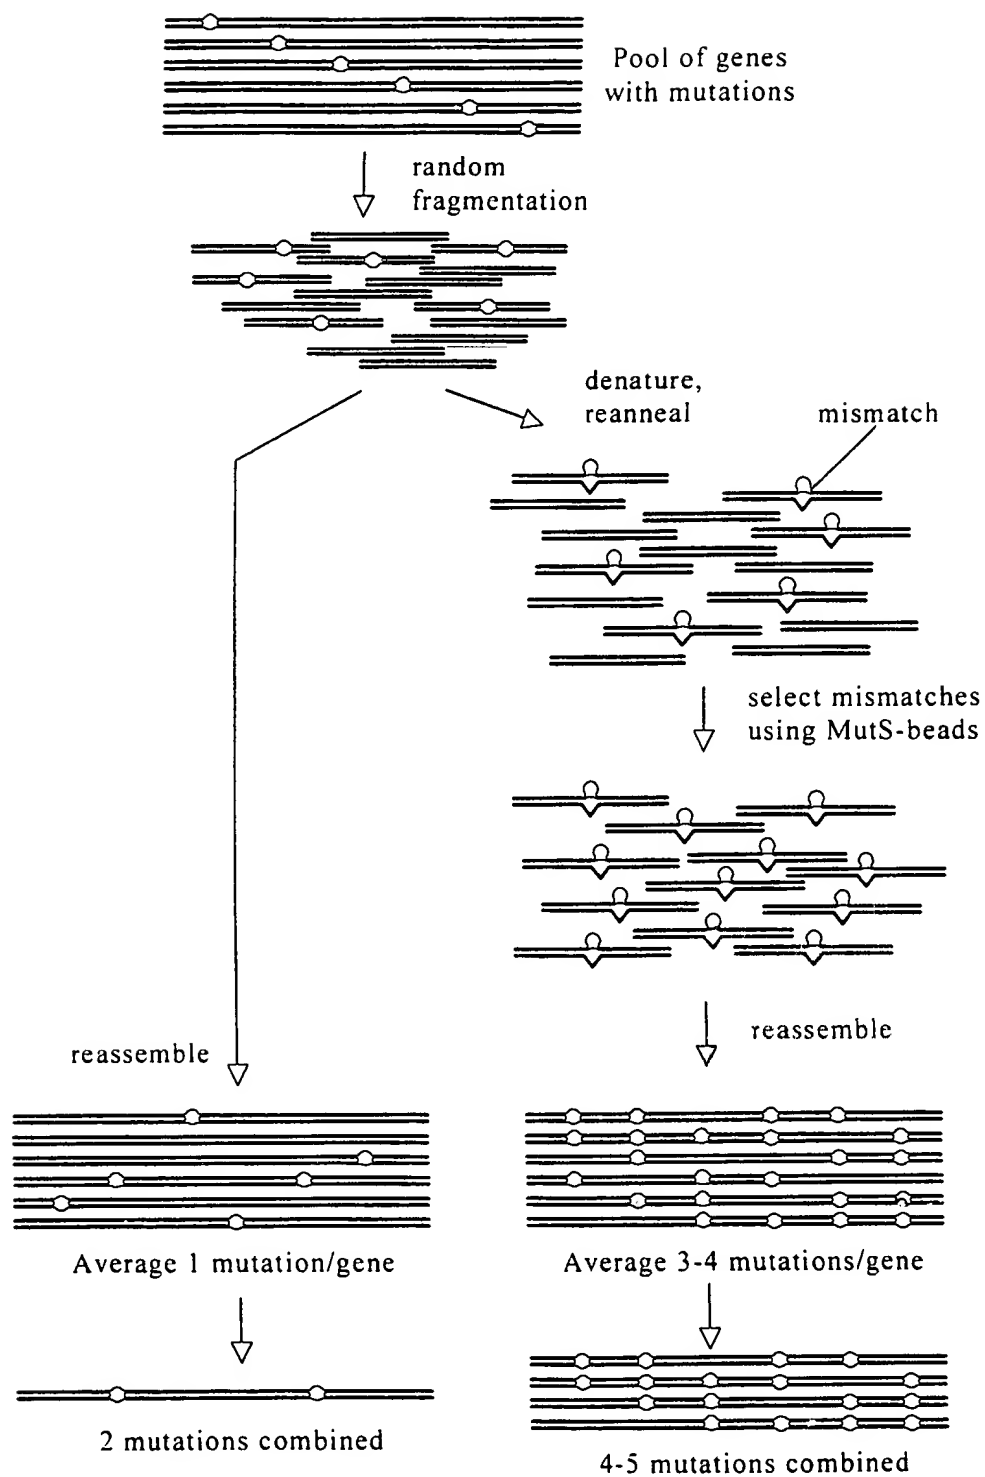 Pool of genes
with mutations
random
fragmentation
denature,
reanneal
mismatch
select mismatches
using MutS-beads
reassemble
reassemble
Average 1 mutation/gene
Average 3-4 mutations/gene
2 mutations combined
4-5 mutations combined